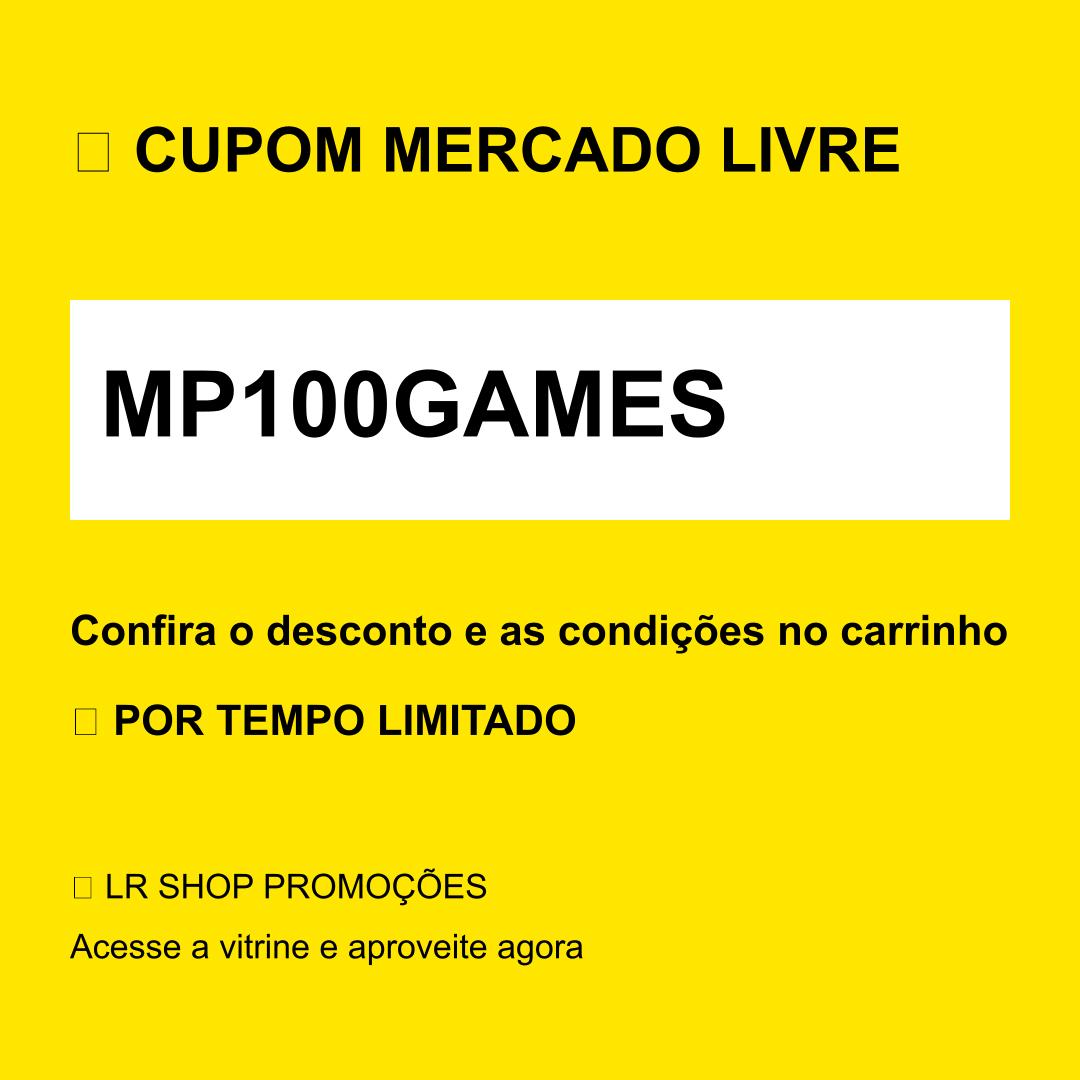 CUPOM MERCADO LIVRE
MP100GAMES
Confira o desconto e as condições no carrinho
POR TEMPO LIMITADO
LR SHOP PROMOÇÕES
Acesse a vitrine e aproveite agora